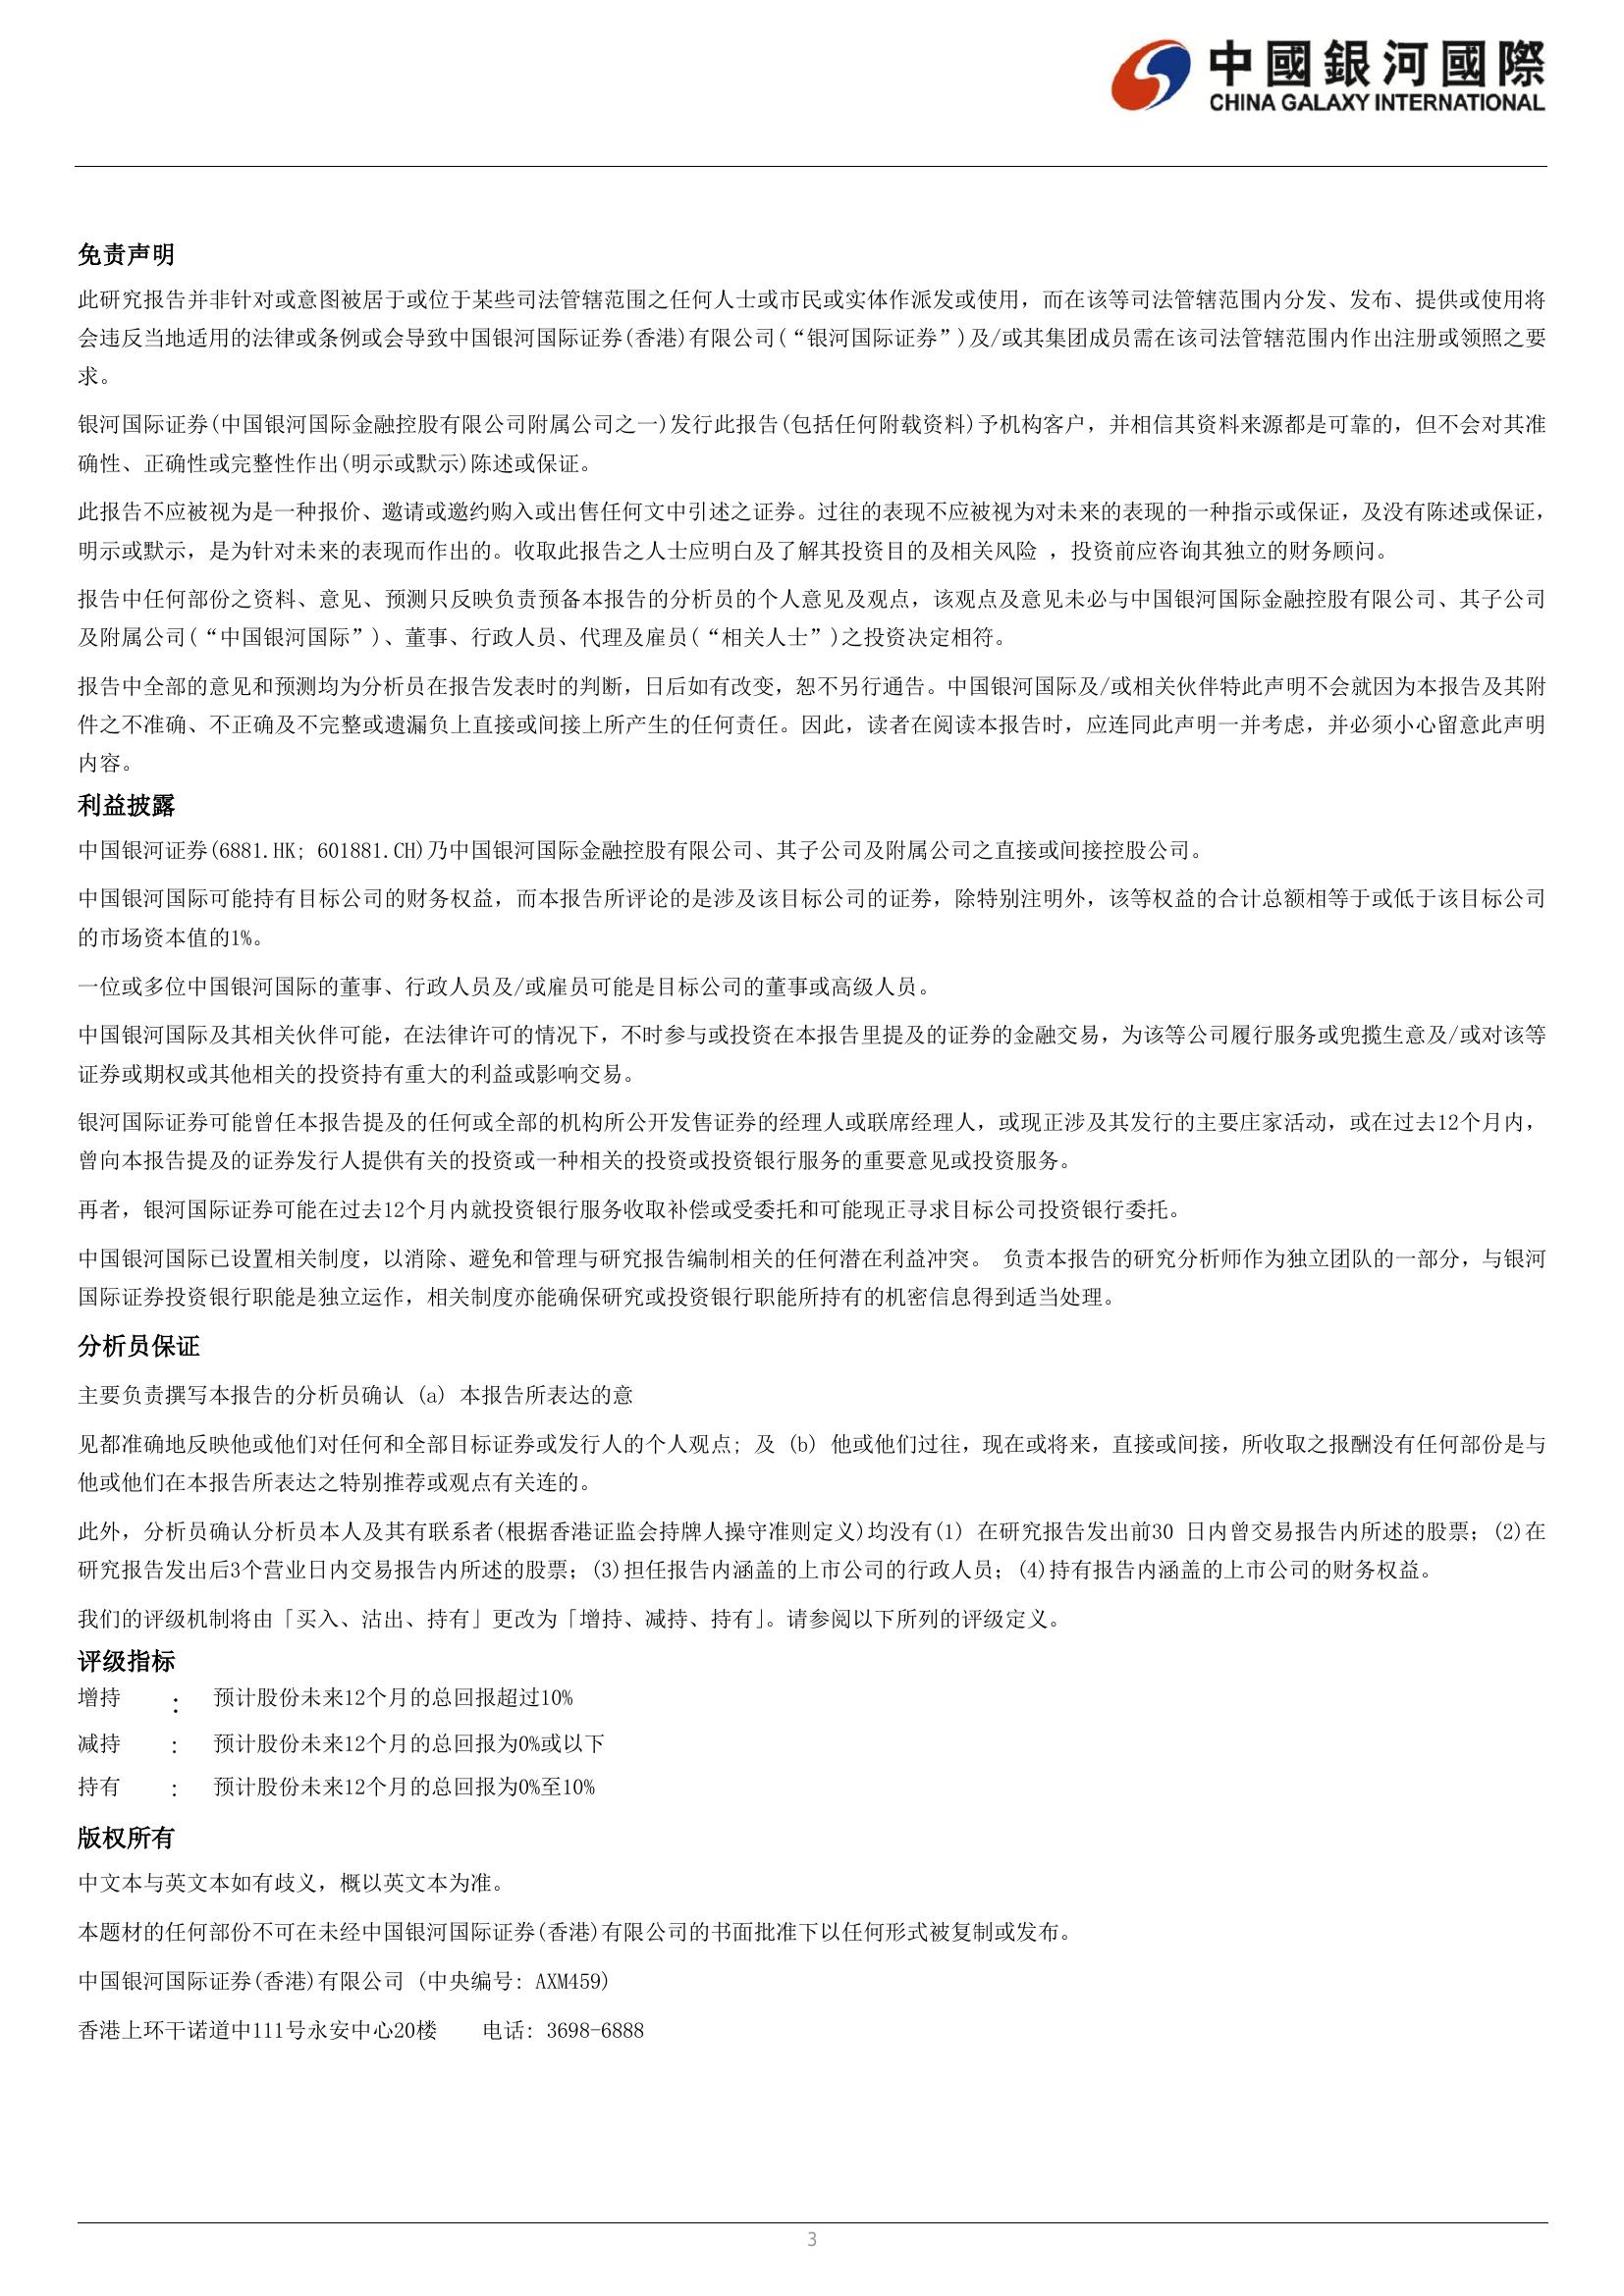 中國銀河國際
CHINA GALAXY INTERNATIONAL
免责声明
此研究报告并非针对或意图被居于或位于某些司法管辖范围之任何人士或市民或实体作派发或使用，而在该等司法管辖范围内分发、发布、提供或使用将
会违反当地适用的法律或条例或会导致中国银河国际证券(香港)有限公司(“银河国际证券”)及/或其集团成员需在该司法管辖范围内作出注册或领照之要
求。
银河国际证券(中国银河国际金融控股有限公司附属公司之一)发行此报告(包括任何附载资料)予机构客户，并相信其资料来源都是可靠的，但不会对其准
确性、正确性或完整性作出(明示或默示)陈述或保证。
此报告不应被视为是一种报价、邀请或邀约购入或出售任何文中引述之证券。过往的表现不应被视为对未来的表现的一种指示或保证，及没有陈述或保证，
明示或默示，是为针对未来的表现而作出的。收取此报告之人士应明白及了解其投资目的及相关风险 ，投资前应咨询其独立的财务顾问。
报告中任何部份之资料、意见、预测只反映负责预备本报告的分析员的个人意见及观点，该观点及意见未必与中国银河国际金融控股有限公司、其子公司
及附属公司(“中国银河国际”)、董事、行政人员、代理及雇员(“相关人士”)之投资决定相符。
报告中全部的意见和预测均为分析员在报告发表时的判断，日后如有改变，恕不另行通告。中国银河国际及/或相关伙伴特此声明不会就因为本报告及其附
件之不准确、不正确及不完整或遗漏负上直接或间接上所产生的任何责任。因此，读者在阅读本报告时，应连同此声明一并考虑，并必须小心留意此声明
内容。
利益披露
中国银河证券(6881.HK; 601881.CH)乃中国银河国际金融控股有限公司、其子公司及附属公司之直接或间接控股公司。
中国银河国际可能持有目标公司的财务权益，而本报告所评论的是涉及该目标公司的证劵，除特别注明外，该等权益的合计总额相等于或低于该目标公司
的市场资本值的1%。
一位或多位中国银河国际的董事、行政人员及/或雇员可能是目标公司的董事或高级人员。
中国银河国际及其相关伙伴可能，在法律许可的情况下，不时参与或投资在本报告里提及的证券的金融交易，为该等公司履行服务或兜揽生意及/或对该等
证券或期权或其他相关的投资持有重大的利益或影响交易。
银河国际证券可能曾任本报告提及的任何或全部的机构所公开发售证券的经理人或联席经理人，或现正涉及其发行的主要庄家活动，或在过去12个月内，
曾向本报告提及的证券发行人提供有关的投资或一种相关的投资或投资银行服务的重要意见或投资服务。
再者，银河国际证券可能在过去12个月内就投资银行服务收取补偿或受委托和可能现正寻求目标公司投资银行委托。
中国银河国际已设置相关制度，以消除、避免和管理与研究报告编制相关的任何潜在利益冲突。 负责本报告的研究分析师作为独立团队的一部分，与银河
国际证券投资银行职能是独立运作，相关制度亦能确保研究或投资银行职能所持有的机密信息得到适当处理。
分析员保证
主要负责撰写本报告的分析员确认 (a) 本报告所表达的意
见都准确地反映他或他们对任何和全部目标证券或发行人的个人观点; 及 (b) 他或他们过往，现在或将来，直接或间接，所收取之报酬没有任何部份是与
他或他们在本报告所表达之特别推荐或观点有关连的。
此外，分析员确认分析员本人及其有联系者(根据香港证监会持牌人操守准则定义)均没有(1) 在研究报告发出前30 日内曾交易报告内所述的股票；(2)在
研究报告发出后3个营业日内交易报告内所述的股票；(3)担任报告内涵盖的上市公司的行政人员；(4)持有报告内涵盖的上市公司的财务权益。
我们的评级机制将由「买入、沽出、持有」更改为「增持、减持、持有」。请参阅以下所列的评级定义。
评级指标
增持 : 预计股份未来12个月的总回报超过10%
减持 : 预计股份未来12个月的总回报为0%或以下
持有 : 预计股份未来12个月的总回报为0%至10%
版权所有
中文本与英文本如有歧义，概以英文本为准。
本题材的任何部份不可在未经中国银河国际证券(香港)有限公司的书面批准下以任何形式被复制或发布。
中国银河国际证券(香港)有限公司 (中央编号: AXM459)
香港上环干诺道中111号永安中心20楼 电话: 3698-6888
3